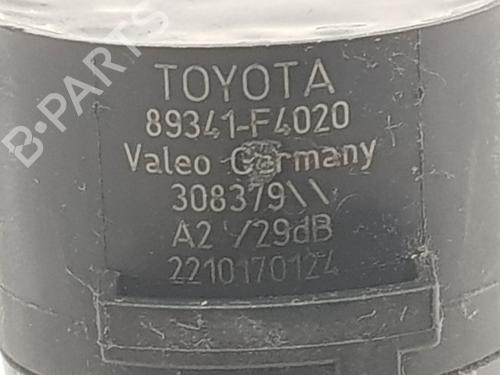 B-PARTS
TOYOTA
89341-F4020
Valeo Germany
308379\\
A2 /29dB
2210170124